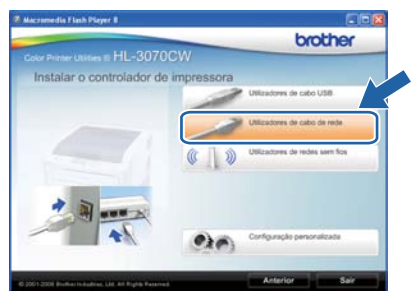 Macromedia Flash Player 8
brother
Color Printer Utilities HL-3070CW
Instalar o controlador de impressora
Utilizadores de cabo USB
Utilizadores de cabo de rede
Utilizadores de redes sem fios
Configuração personalizada
© 2001-2008 Brother Industries, Ltd. All Rights Reserved.
Anterior
Sair